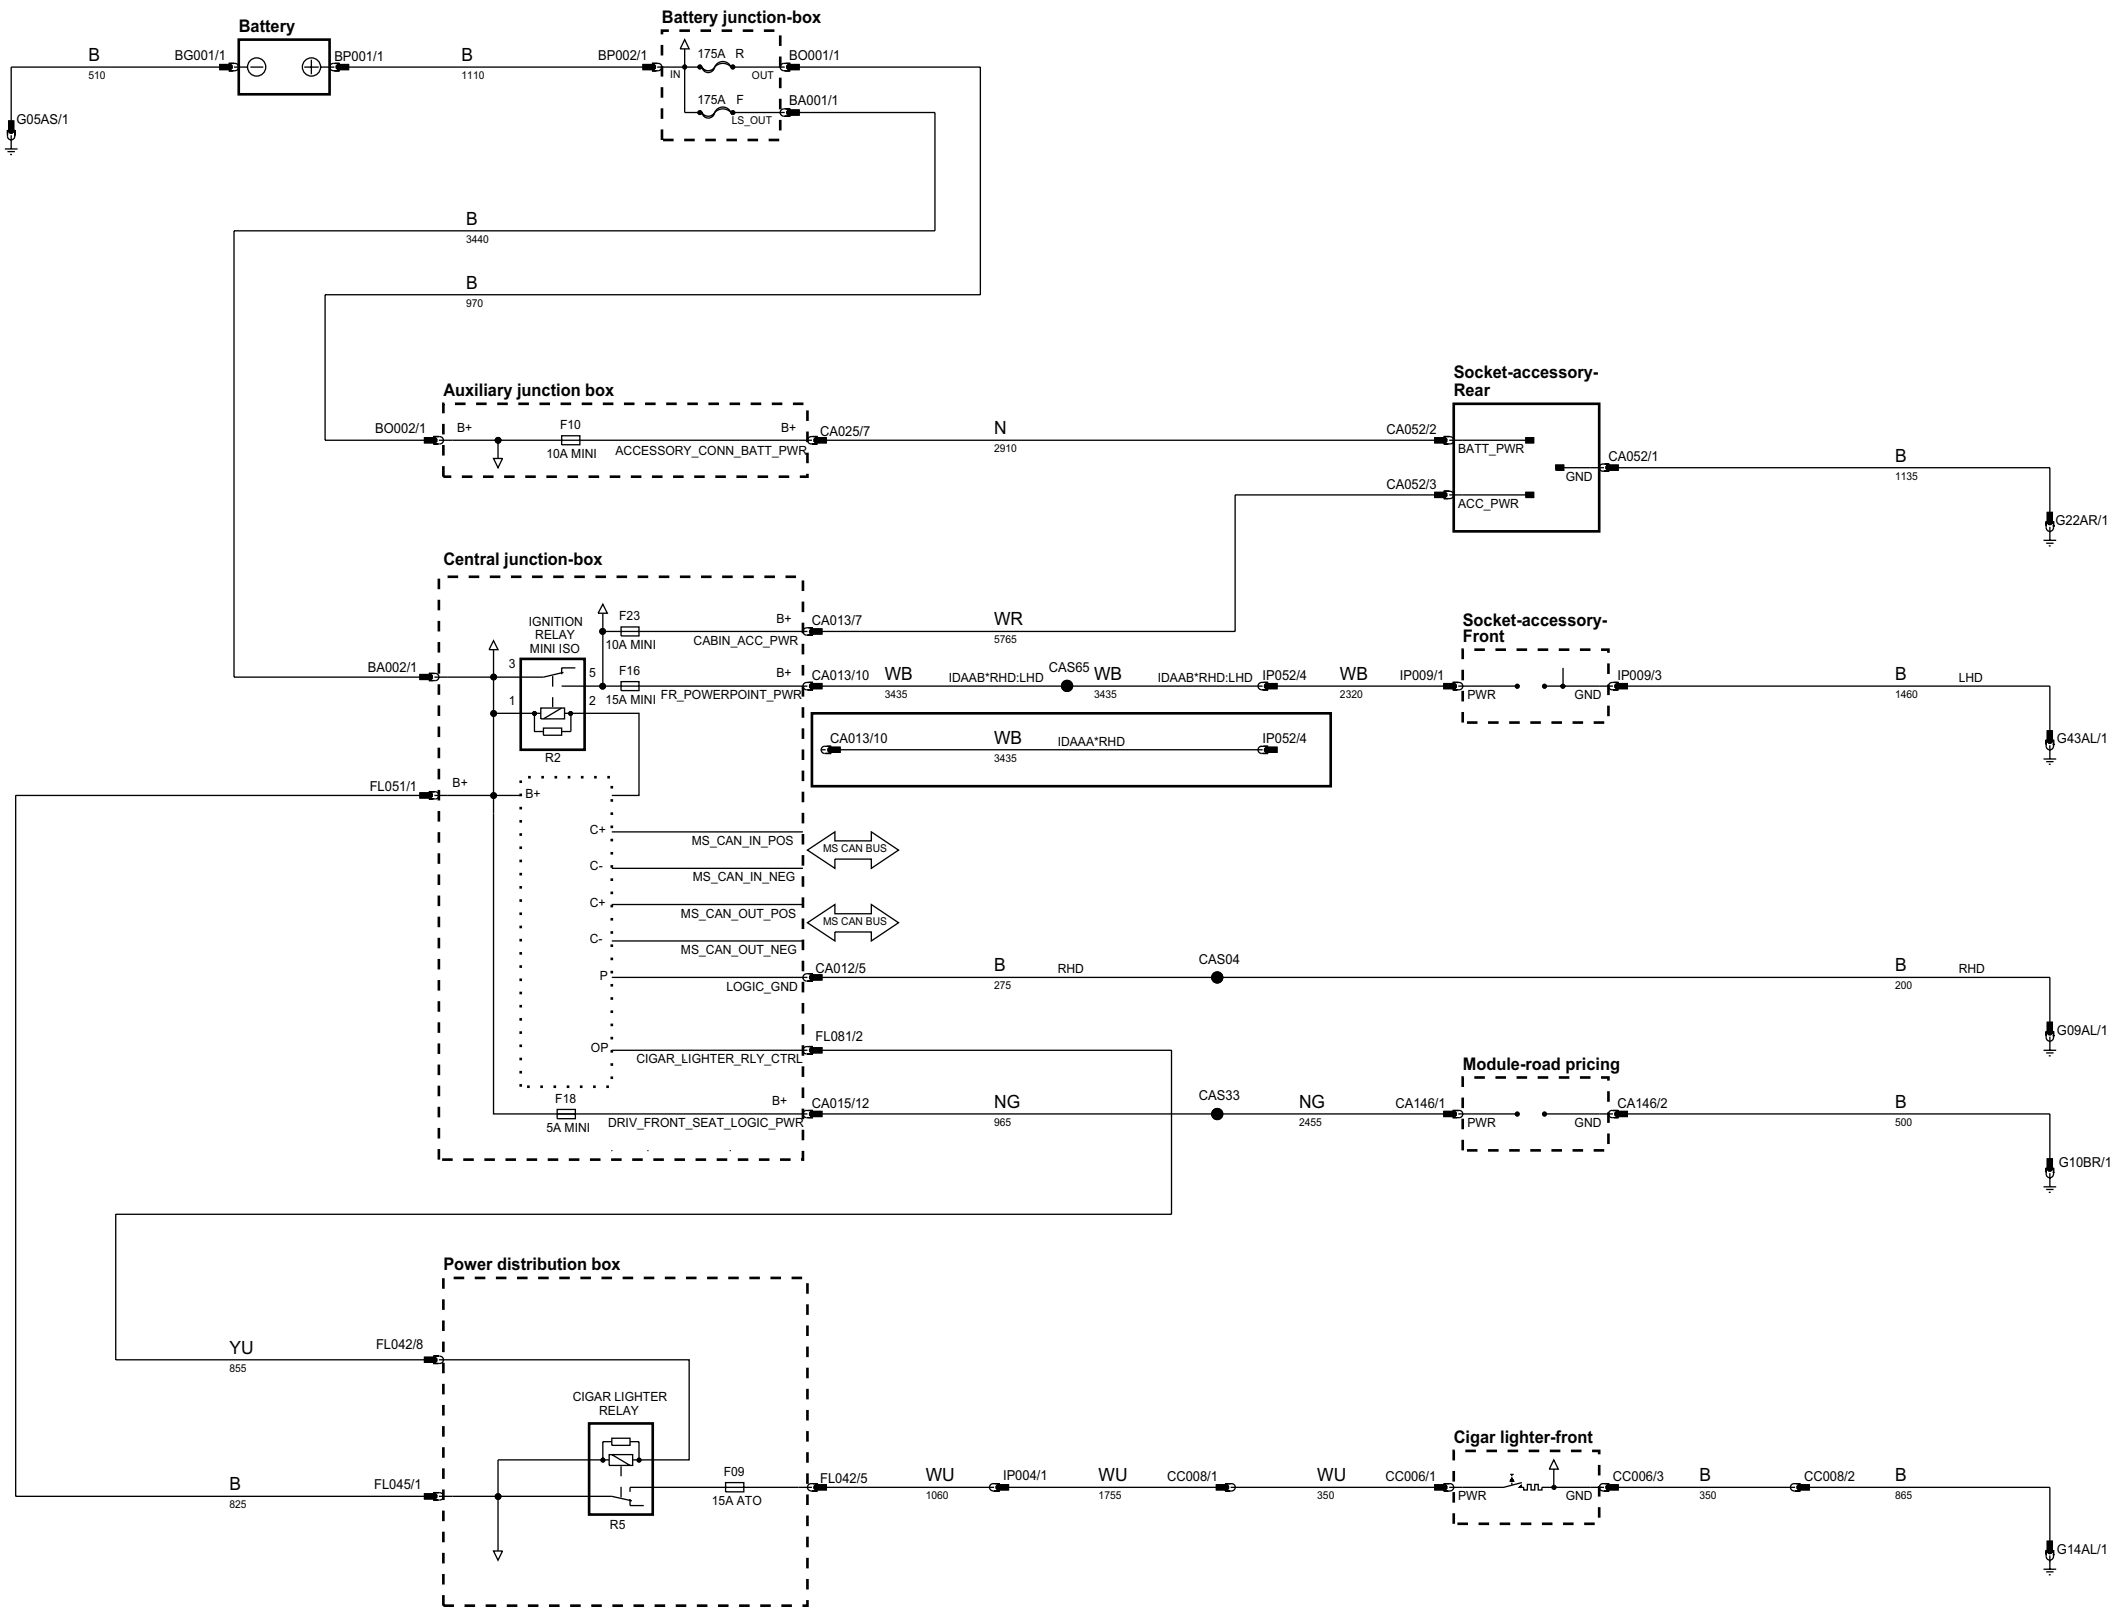 Battery junction-box
Battery
B
510
BG001/1
BP001/1
B
1110
BP002/1
IN
175A R
OUT
BO001/1
175A F
LS_OUT
BA001/1
G05AS/1
B
3440
B
970
Auxiliary junction box
BO002/1
B+
F10
10A MINI
B+
ACCESSORY_CONN_BATT_PWR
CA025/7
N
2910
Socket-accessory-
Rear
CA052/2
BATT_PWR
CA052/3
ACC_PWR
GND
CA052/1
B
1135
G22AR/1
Central junction-box
IGNITION
RELAY
MINI ISO
F23
10A MINI
B+
CABIN_ACC_PWR
CA013/7
WR
5765
BA002/1
3
5
1
2
R2
F16
15A MINI
B+
FR_POWERPOINT_PWR
CA013/10
WB
3435
IDAAB*RHD:LHD
CAS65
WB
3435
IDAAB*RHD:LHD
IP052/4
WB
2320
IP009/1
Socket-accessory-
Front
PWR
GND
IP009/3
B
1460
LHD
G43AL/1
CA013/10
WB
3435
IDAAA*RHD
IP052/4
FL051/1
B+
B+
C+
MS_CAN_IN_POS
MS CAN BUS
C-
MS_CAN_IN_NEG
C+
MS_CAN_OUT_POS
MS CAN BUS
C-
MS_CAN_OUT_NEG
P
LOGIC_GND
CA012/5
B
275
RHD
CAS04
B
200
RHD
G09AL/1
OP
CIGAR_LIGHTER_RLY_CTRL
FL081/2
F18
5A MINI
B+
DRIV_FRONT_SEAT_LOGIC_PWR
CA015/12
NG
965
CAS33
NG
2455
CA146/1
Module-road pricing
PWR
GND
CA146/2
B
500
G10BR/1
Power distribution box
YU
855
FL042/8
CIGAR LIGHTER
RELAY
R5
B
825
FL045/1
F09
15A ATO
FL042/5
WU
1060
IP004/1
WU
1755
CC008/1
WU
350
CC006/1
Cigar lighter-front
PWR
GND
CC006/3
B
350
CC008/2
B
865
G14AL/1